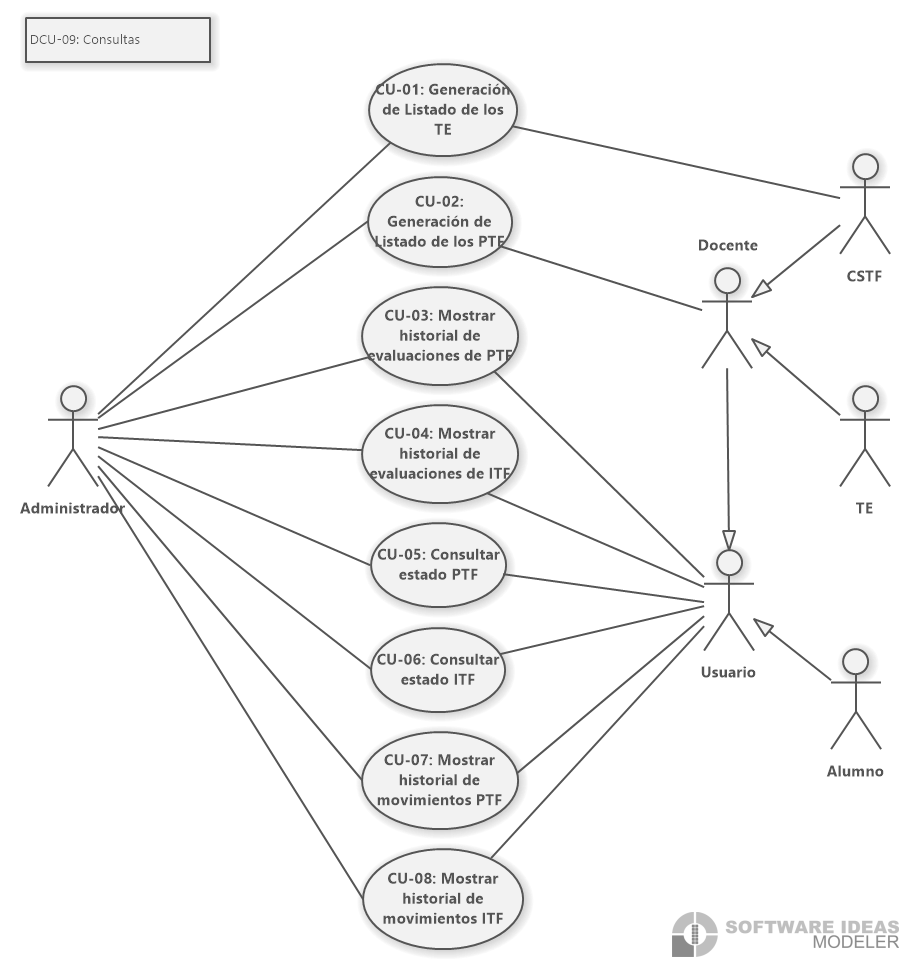 DCU-09: Consultas
CU-01: Generación
de Listado de los
TE
CU-02:
Generación de
Listado de los PTF
Docente
CSTF
CU-03: Mostrar
historial de
evaluaciones de PTF
CU-04: Mostrar
historial de
evaluaciones de ITF
Administrador
TE
CU-05: Consultar
estado PTF
CU-06: Consultar
estado ITF
Usuario
CU-07: Mostrar
historial de
movimientos PTF
Alumno
CU-08: Mostrar
historial de
movimientos ITF
SOFTWARE IDEAS
MODELER